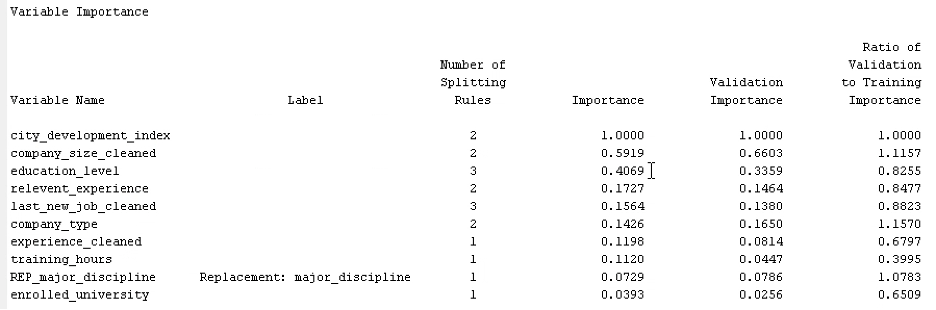 Variable Importance
Ratio of
Number of Validation
Splitting Validation to Training
Variable Name Label Rules Importance Importance Importance
city_development_index 2 1.0000 1.0000 1.0000
company_size_cleaned 2 0.5919 0.6603 1.1157
education_level 3 0.4069 0.3359 0.8255
relevent_experience 2 0.1727 0.1464 0.8477
last_new_job_cleaned 3 0.1564 0.1380 0.8823
company_type 2 0.1426 0.1650 1.1570
experience_cleaned 1 0.1198 0.0814 0.6797
training_hours 1 0.1120 0.0447 0.3995
REP_major_discipline Replacement: major_discipline 1 0.0729 0.0786 1.0783
enrolled_university 1 0.0393 0.0256 0.6509